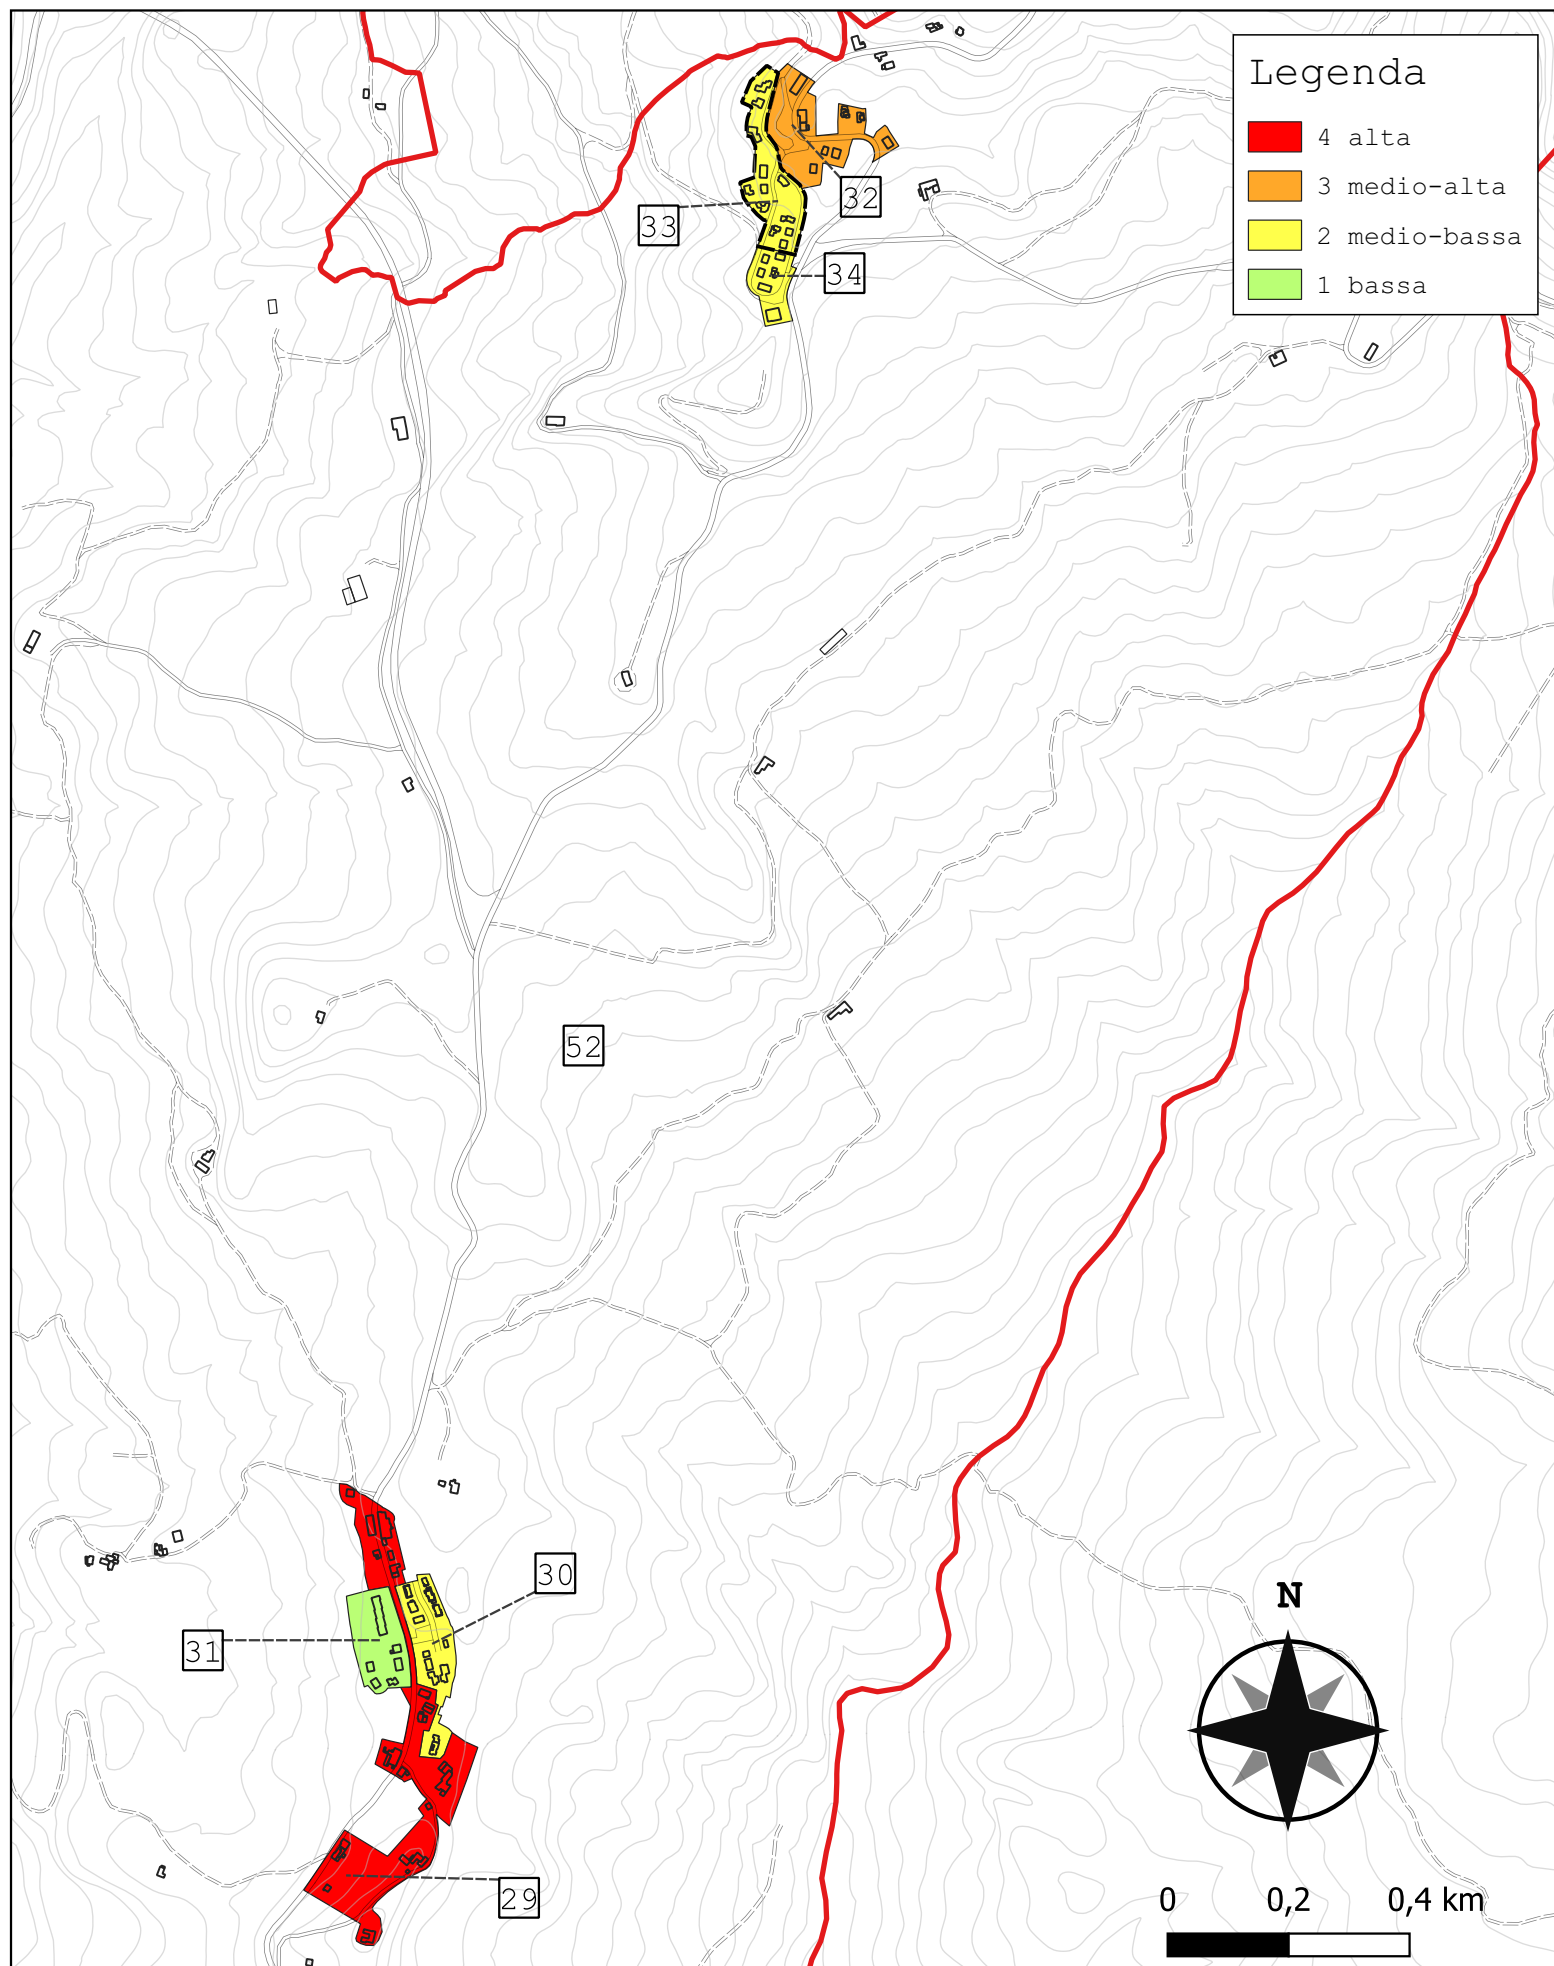 Legenda
4 alta
3 medio-alta
2 medio-bassa
1 bassa
32
33
34
52
30
31
29
N
0 0,2 0,4 km